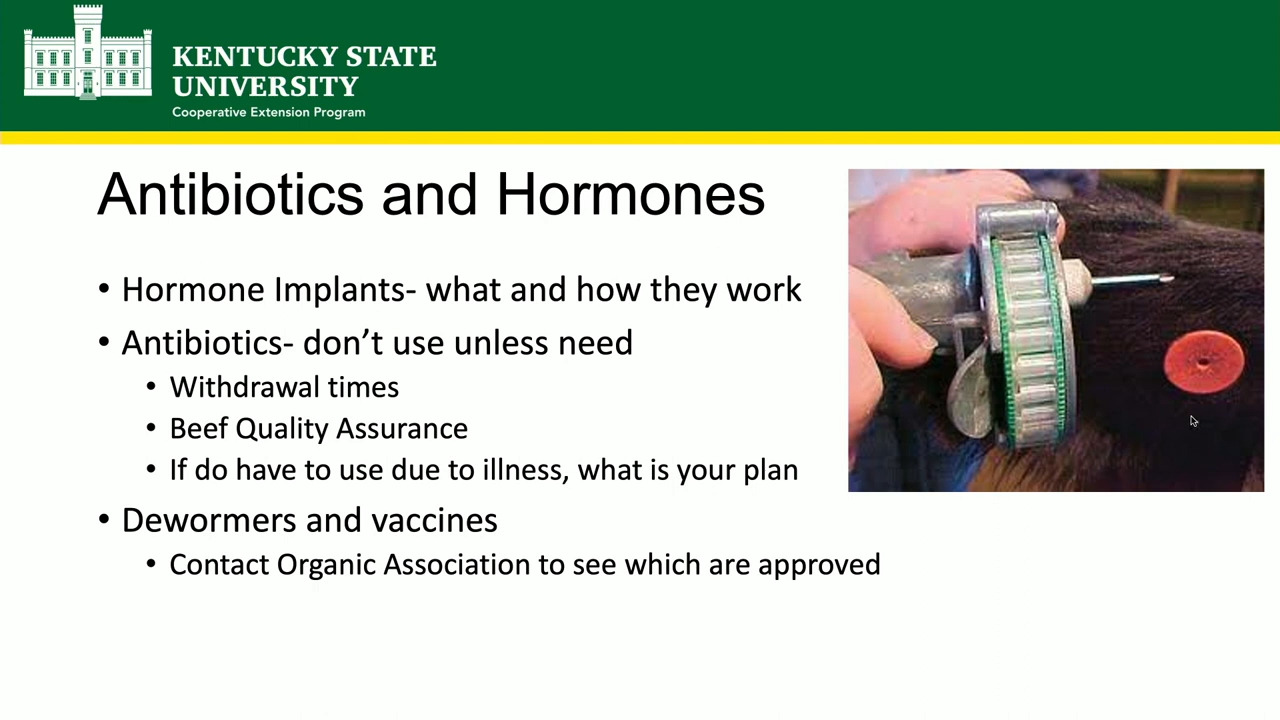 KENTUCKY STATE
UNIVERSITY
Cooperative Extension Program
Antibiotics and Hormones
• Hormone Implants- what and how they work
• Antibiotics- don’t use unless need
• Withdrawal times
• Beef Quality Assurance
• If do have to use due to illness, what is your plan
• Dewormers and vaccines
• Contact Organic Association to see which are approved